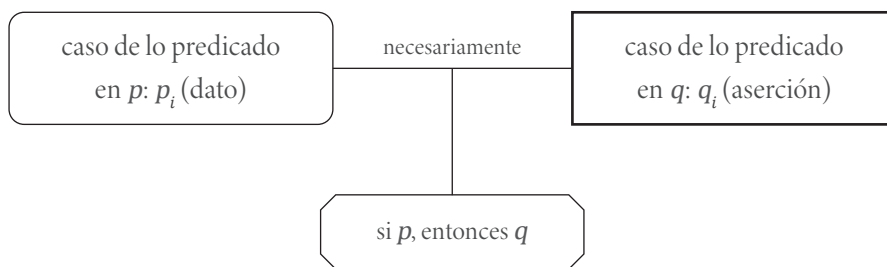 caso de lo predicado
en p: pᵢ (dato)
necesariamente
caso de lo predicado
en q: qᵢ (aserción)
si p, entonces q